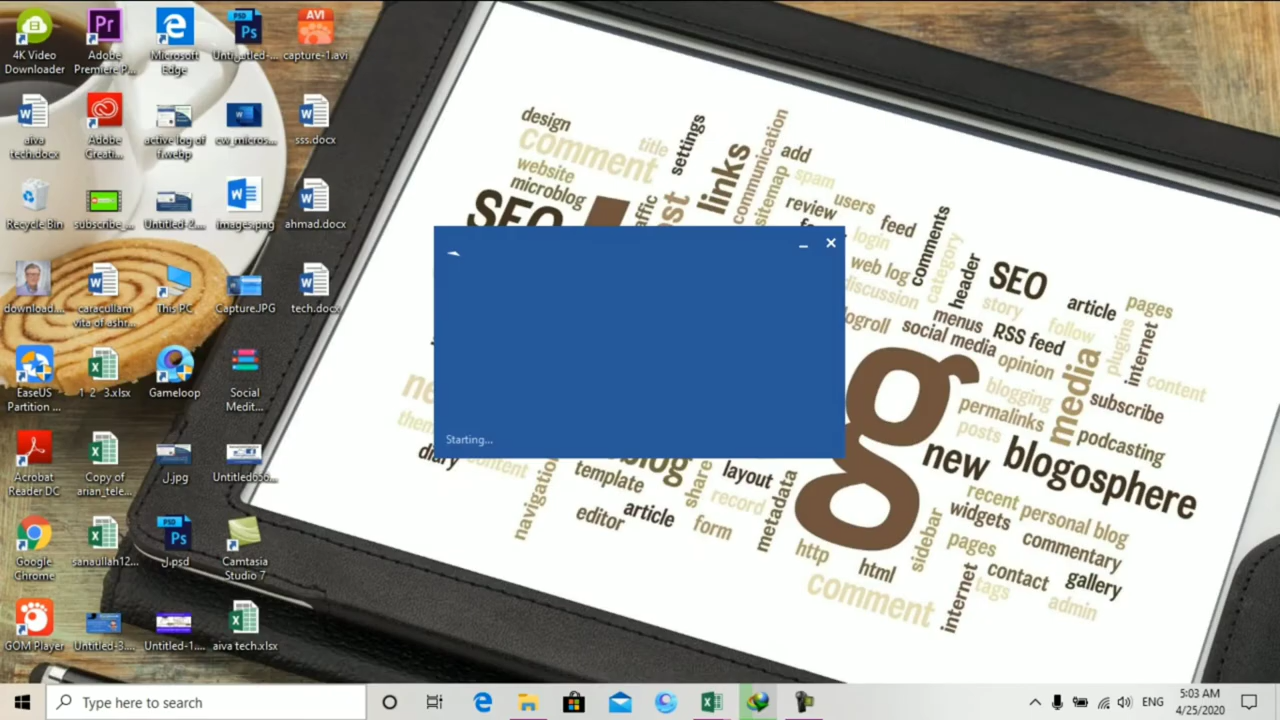 4K Video
Downloader
Adobe
Premiere P...
Microsoft
Edge
capture-1.avi
aiva
tech.docx
Adobe
Creati...
active log of
f.webp
cw_micros...
sss.docx
Recycle Bin
subscribe_...
Untitled-2....
images.png
ahmad.docx
download....
caracullam
vita of ashr...
This PC
Capture.JPG
tech.docx
EaseUS
Partition ...
1_2_3.xlsx
Gameloop
Social
Medit...
Acrobat
Reader DC
Copy of
arian_tele...
J.jpg
Google
Chrome
sanaullah12...
J.psd
Camtasia
Studio 7
GOM Player
Untitled-3....
Untitled-1....
aiva tech.xlsx
design
comment
title
settings
links
communication
add
website
microblog
sitemap
spam
users
review
feed
comments
SEO
login
category
web log
header
SEO
discussion
story
article
pages
menus
RSS feed
follow
plugins
internet
social media
opinion
media
content
blogging
subscribe
permalinks
posts
podcasting
Starting...
diary
content
template
share
layout
new
blogosphere
navigation
record
metadata
recent
personal blog
editor
article
form
sidebar
widgets
commentary
http
html
pages
contact
gallery
comment
internet
tags
admin
Type here to search
ENG
5:03 AM
4/25/2020